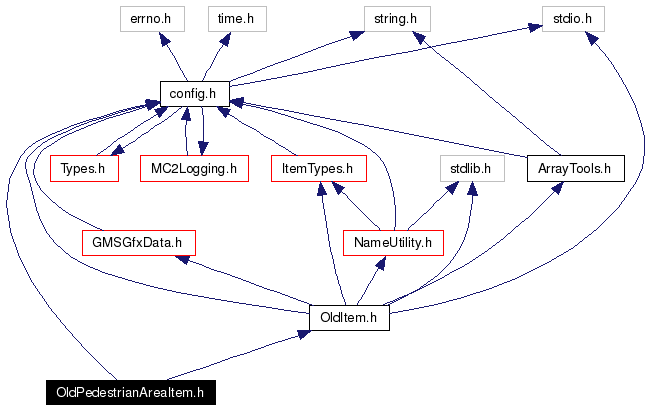 errno.h
time.h
string.h
stdio.h
config.h
Types.h
MC2Logging.h
ItemTypes.h
stdlib.h
ArrayTools.h
GMSGfxData.h
NameUtility.h
OldItem.h
OldPedestrianAreaItem.h